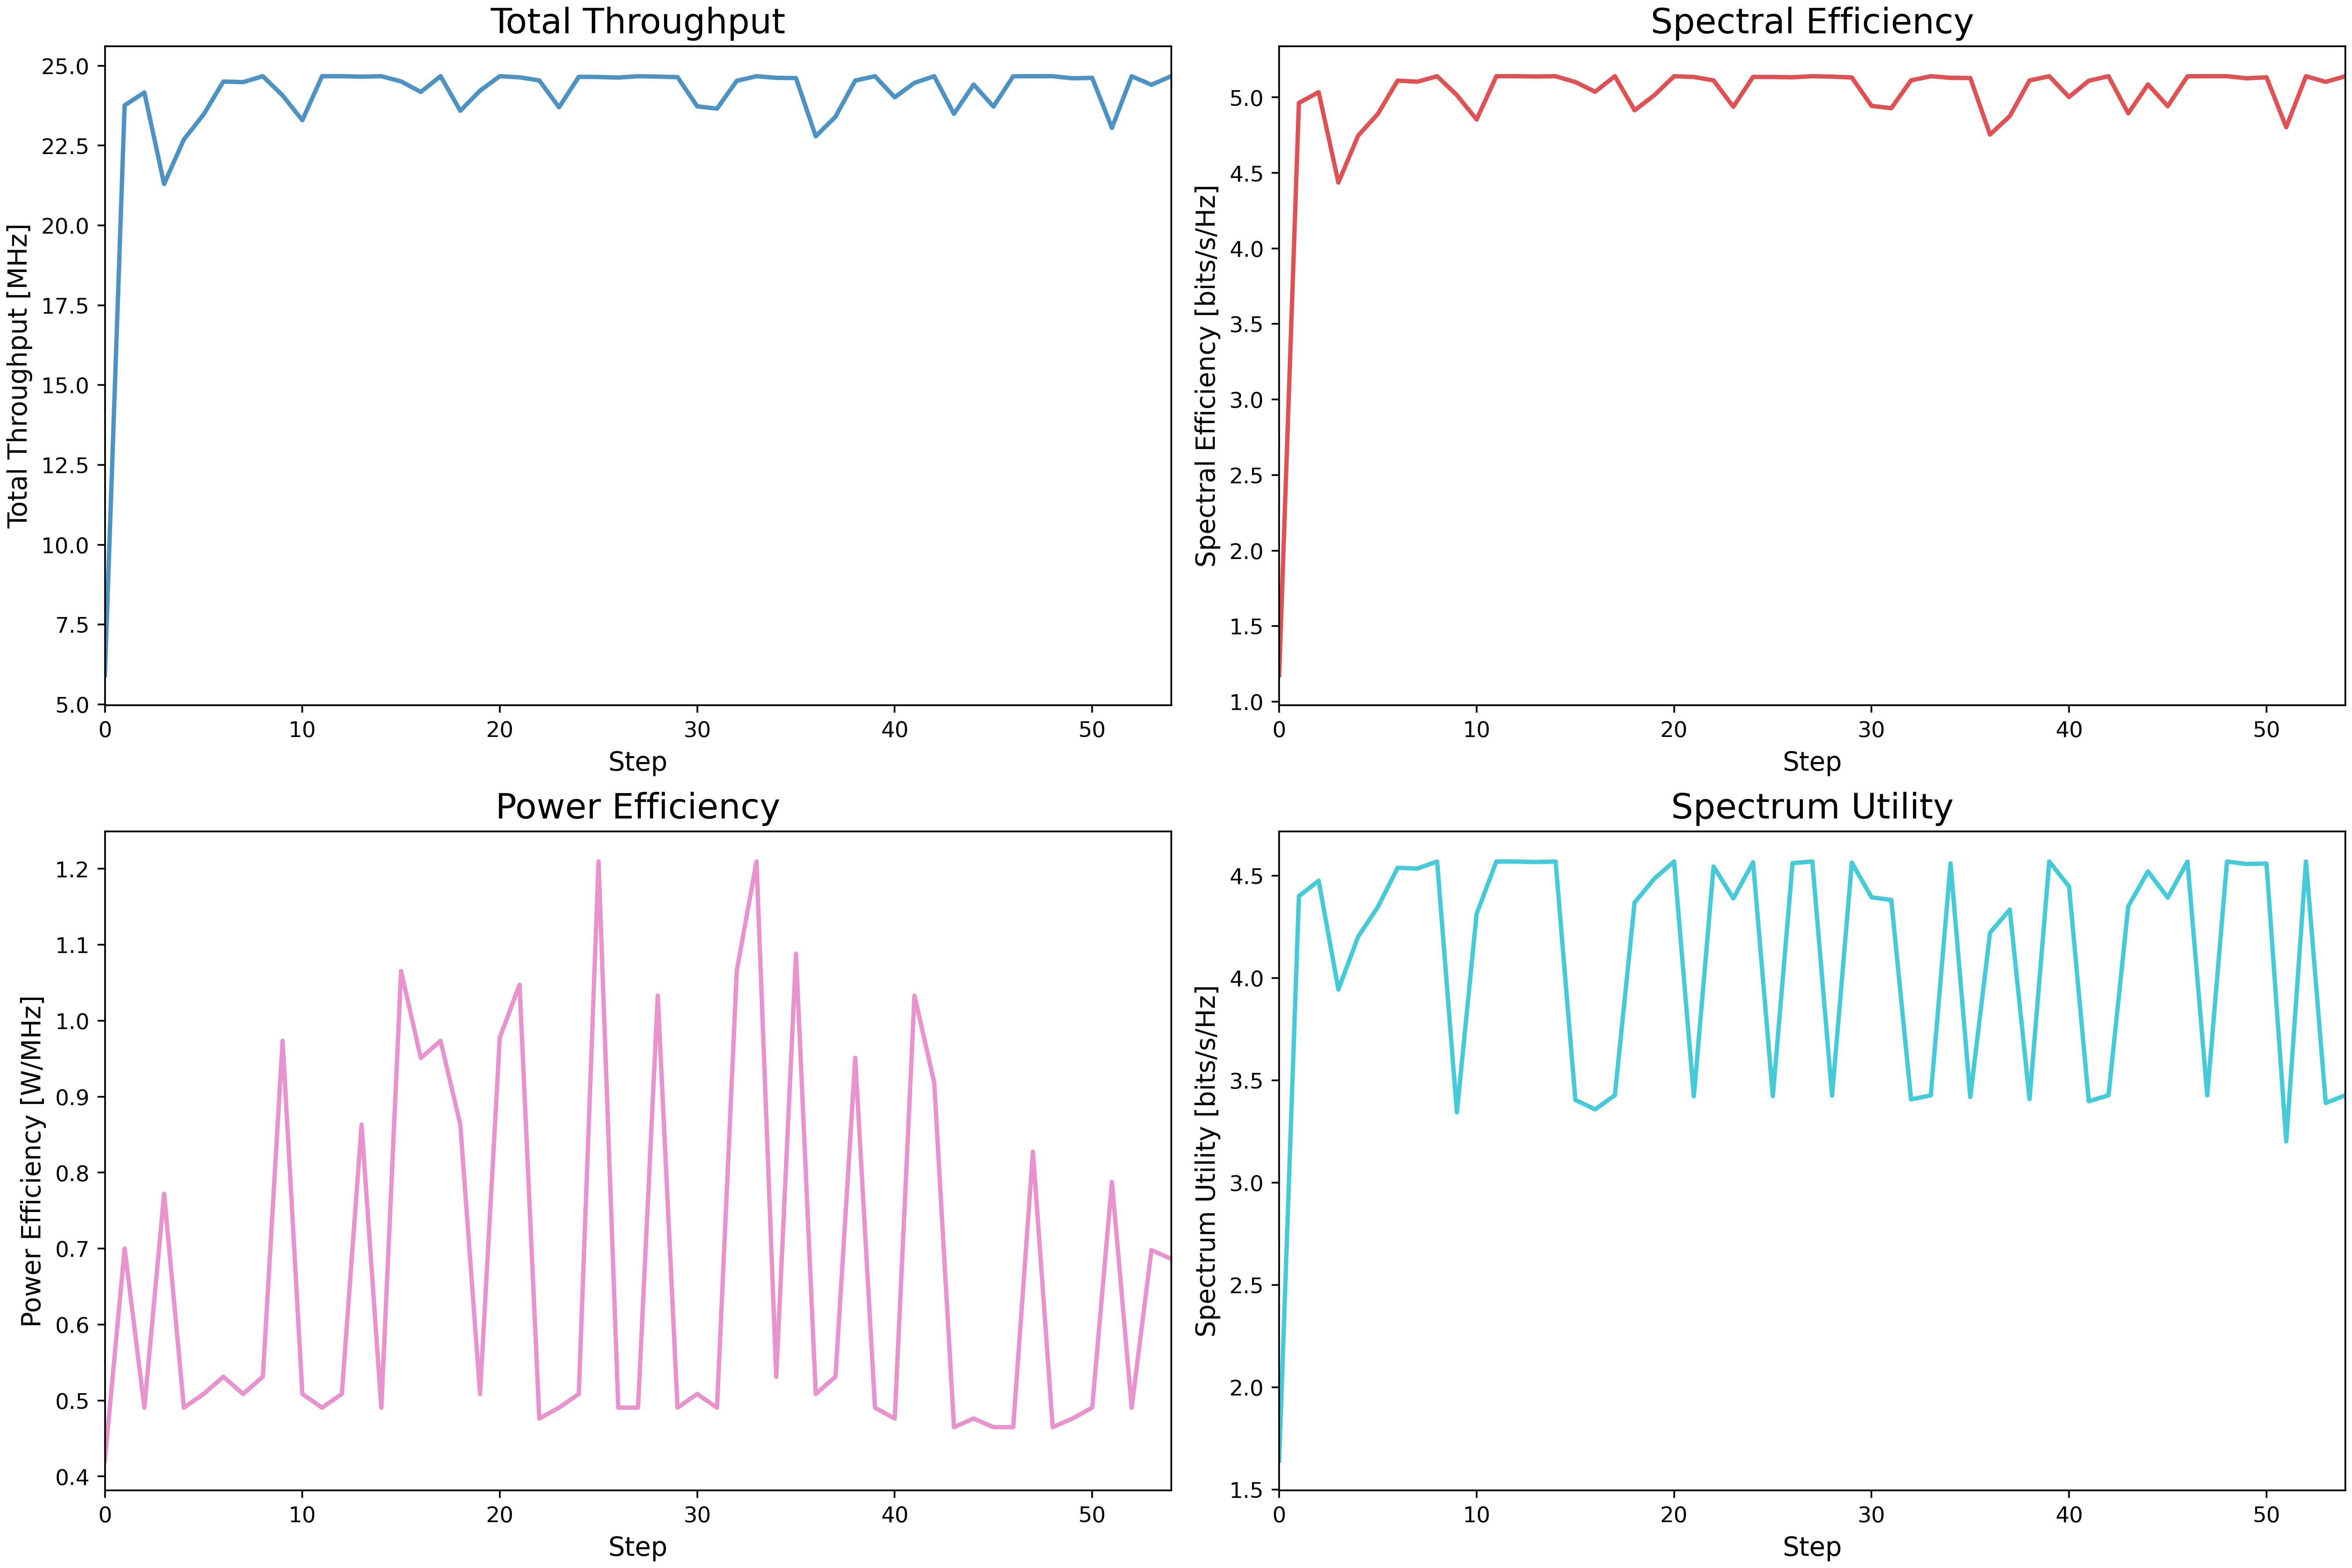 Total Throughput
Total Throughput [MHz]
25.0
22.5
20.0
17.5
15.0
12.5
10.0
7.5
5.0
0 10 20 30 40 50
Step
Spectral Efficiency
Spectral Efficiency [bits/s/Hz]
5.0
4.5
4.0
3.5
3.0
2.5
2.0
1.5
1.0
0 10 20 30 40 50
Step
Power Efficiency
Power Efficiency [W/MHz]
1.2
1.1
1.0
0.9
0.8
0.7
0.6
0.5
0.4
0 10 20 30 40 50
Step
Spectrum Utility
Spectrum Utility [bits/s/Hz]
4.5
4.0
3.5
3.0
2.5
2.0
1.5
0 10 20 30 40 50
Step